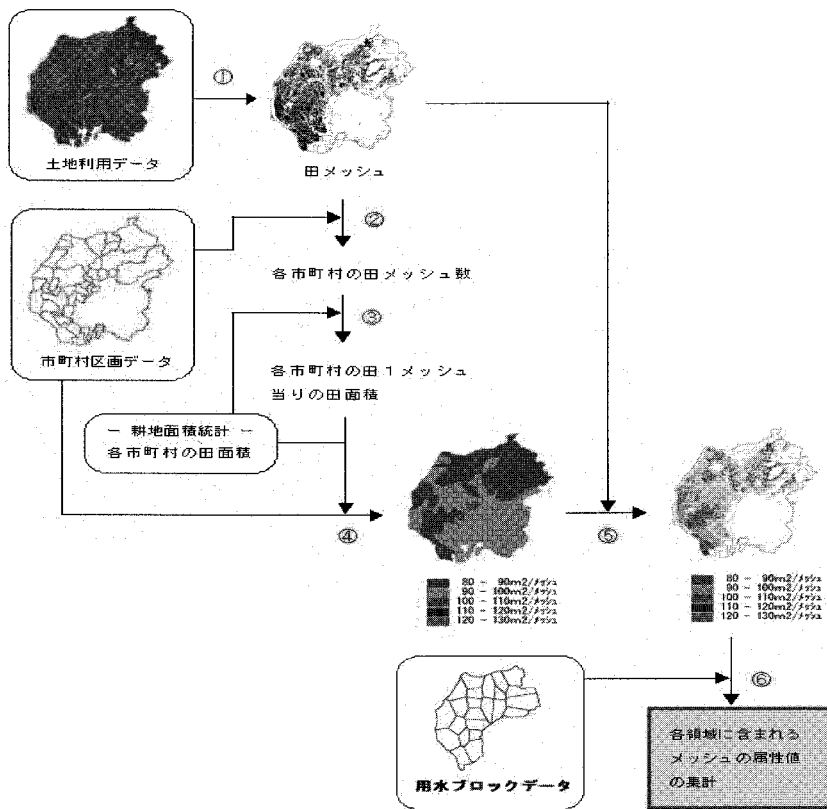 ①
土地利用データ
田メッシュ
②
各市町村の田メッシュ数
③
市町村区画データ
各市町村の田1メッシュ
当りの田面積
－ 耕地面積統計 －
各市町村の田面積
④
⑤
80 － 90m2/メッシュ
90 － 100m2/メッシュ
100 － 110m2/メッシュ
110 － 120m2/メッシュ
120 － 130m2/メッシュ
80 － 90m2/メッシュ
90 － 100m2/メッシュ
100 － 110m2/メッシュ
110 － 120m2/メッシュ
120 － 130m2/メッシュ
⑥
用水ブロックデータ
各領域に含まれる
メッシュの属性値
の集計